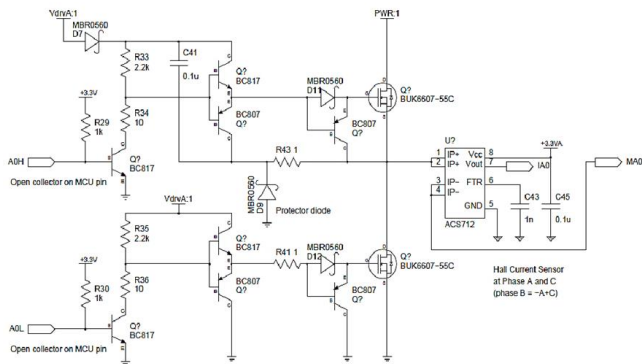 VdrvA:1
MBR0560
D7
R33
2.2k
C41
0.1u
Q?
BC817
PWR:1
+3.3V
R29
1k
R34
10
BC807
Q?
MBR0560
D11
Q?
BUK6607-55C
BC807
Q?
A0H
Q?
BC817
Open collector on MCU pin
R43 1
MBR0560
D9
Protector diode
U?
1 IP+ Vcc 8
2 IP+ Vout 7
3 IP- FTR 6
4 IP-
GND 5
ACS712
+3.3VA
IA0
MA0
C43
1n
C45
0.1u
VdrvA:1
R35
2.2k
Q?
BC817
+3.3V
R30
1k
R36
10
BC807
Q?
R41 1
MBR0560
D12
Q?
BUK6607-55C
BC807
Q?
A0L
Q?
BC817
Open collector on MCU pin
Hall Current Sensor
at Phase A and C
(phase B = -A+C)